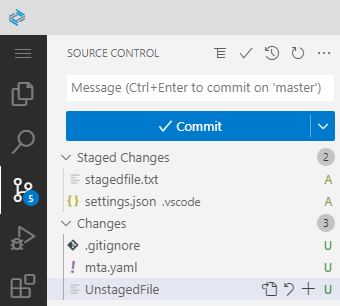 SOURCE CONTROL
Message (Ctrl+Enter to commit on 'master')
Commit
Staged Changes 2
stagedfile.txt A
settings.json .vscode A
Changes 3
.gitignore U
mta.yaml U
UnstagedFile U
5